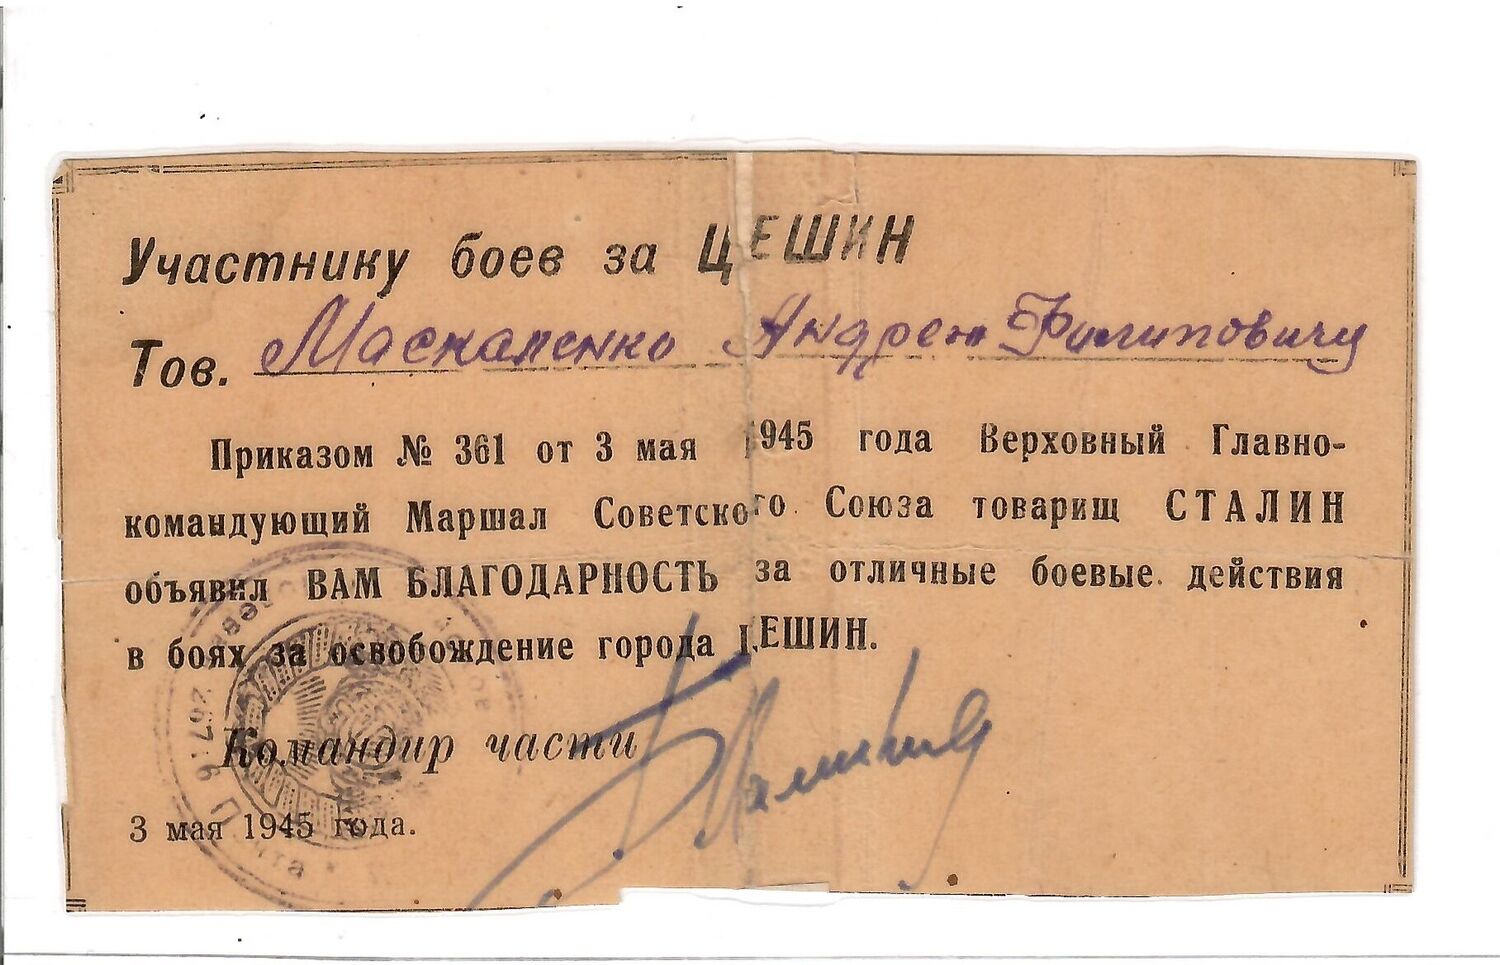 Участнику боев за ЦЕШИН
Тов. Маскаленко Андрею Филиповичу
Приказом № 361 от 3 мая 1945 года Верховный Главно-
командующий Маршал Советского Союза товарищ СТАЛИН
объявил ВАМ БЛАГОДАРНОСТЬ за отличные боевые действия
в боях за освобождение города ЦЕШИН.
Командир части
3 мая 1945 года.